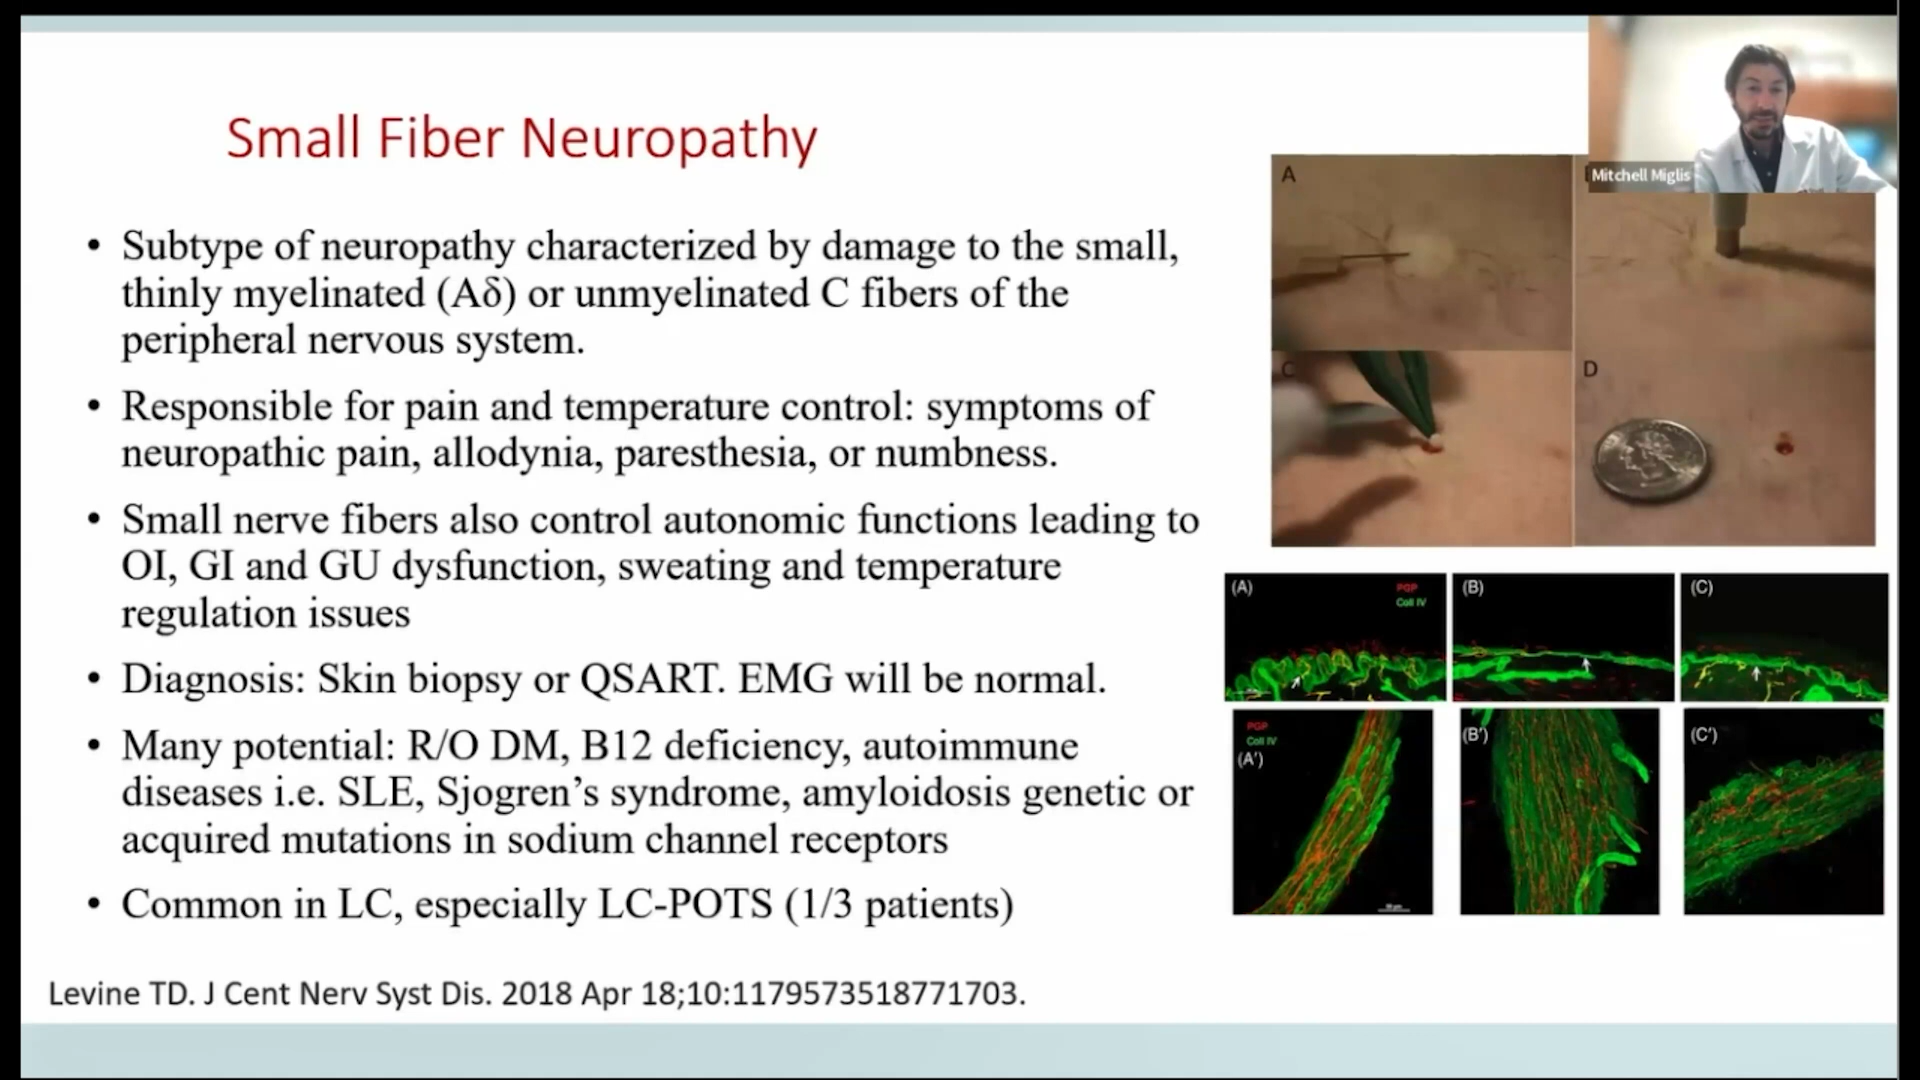 Small Fiber Neuropathy
• Subtype of neuropathy characterized by damage to the small,
thinly myelinated (Aδ) or unmyelinated C fibers of the
peripheral nervous system.
• Responsible for pain and temperature control: symptoms of
neuropathic pain, allodynia, paresthesia, or numbness.
• Small nerve fibers also control autonomic functions leading to
OI, GI and GU dysfunction, sweating and temperature
regulation issues
• Diagnosis: Skin biopsy or QSART. EMG will be normal.
• Many potential: R/O DM, B12 deficiency, autoimmune
diseases i.e. SLE, Sjogren’s syndrome, amyloidosis genetic or
acquired mutations in sodium channel receptors
• Common in LC, especially LC-POTS (1/3 patients)
Levine TD. J Cent Nerv Syst Dis. 2018 Apr 18;10:1179573518771703.
Mitchell Miglis
A
C
D
(A)
PGP
Coll IV
(B)
(C)
PGP
Coll IV
(A')
(B')
(C')